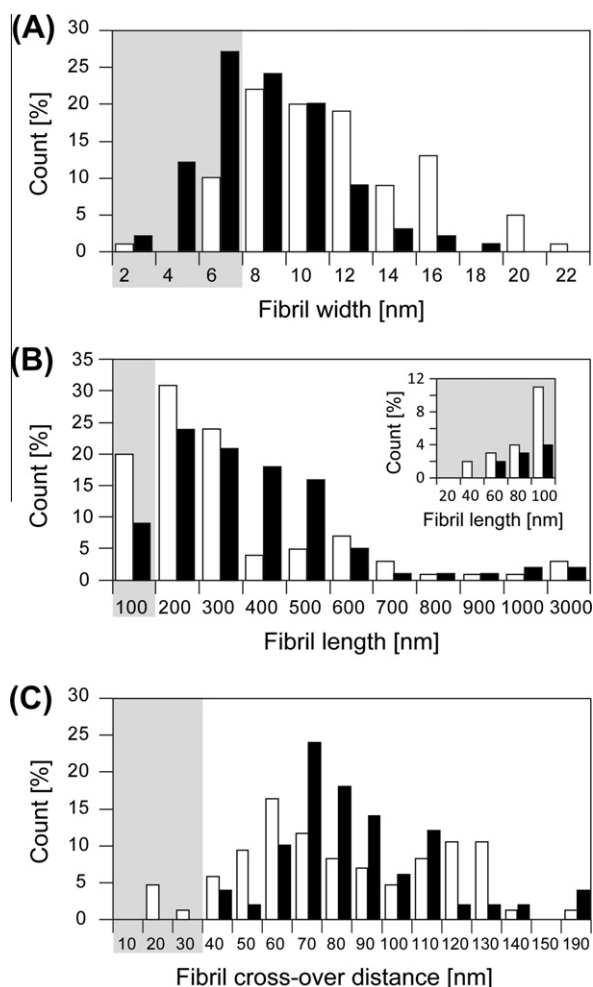 (A)
30
25
20
15
10
5
0
Count [%]
2 4 6 8 10 12 14 16 18 20 22
Fibril width [nm]
(B)
35
30
25
20
15
10
5
0
Count [%]
12
8
4
0
Count [%]
20 40 60 80 100
Fibril length [nm]
100 200 300 400 500 600 700 800 900 1000 3000
Fibril length [nm]
(C)
30
25
20
15
10
5
0
Count [%]
10 20 30 40 50 60 70 80 90 100 110 120 130 140 150 190
Fibril cross-over distance [nm]